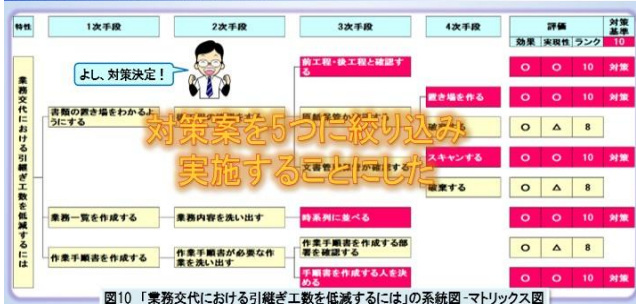 特性
1次手段
2次手段
3次手段
4次手段
評価
対策
基準
効果
実現性
ランク
10
よし、対策決定！
業務交代における引継ぎ工数を低減するには
前工程・後工程と確認す
る
○ ○ 10 対策
書類の置き場をわかるよ
うにする
置き場を作る
○ ○ 10 対策
○ △ 8
対策案を5つに絞り込み
実施することにした
スキャンする
○ ○ 10 対策
破棄する
○ △ 8
業務一覧を作成する
業務内容を洗い出す
時系列に並べる
○ ○ 10 対策
作業手順書を作成する
作業手順書が必要な作
業を洗い出す
作業手順書を作成する部
署を確認する
○ △ 8
手順書を作成する人を決
める
○ ○ 10 対策
図10 「業務交代における引継ぎ工数を低減するには」の系統図-マトリックス図